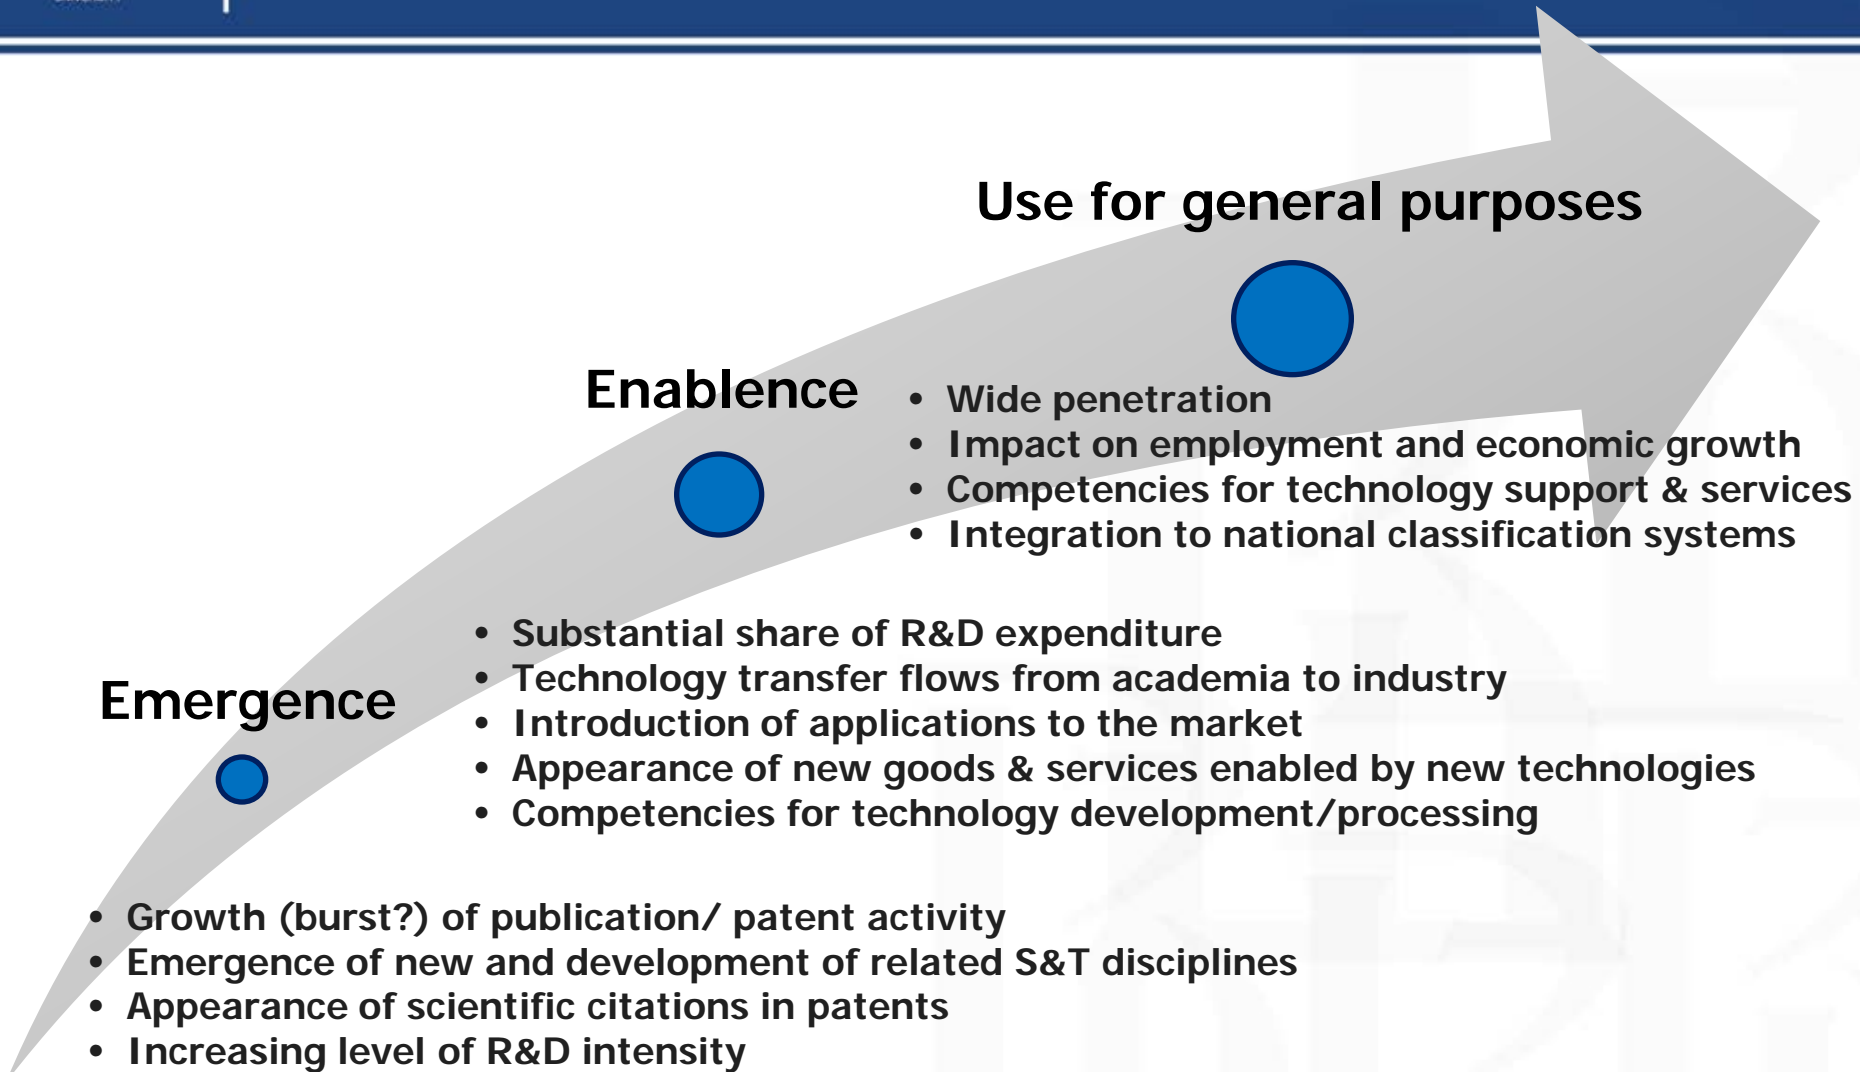 Use for general purposes
Enablence
• Wide penetration
• Impact on employment and economic growth
• Competencies for technology support & services
• Integration to national classification systems
Emergence
• Substantial share of R&D expenditure
• Technology transfer flows from academia to industry
• Introduction of applications to the market
• Appearance of new goods & services enabled by new technologies
• Competencies for technology development/processing
• Growth (burst?) of publication/ patent activity
• Emergence of new and development of related S&T disciplines
• Appearance of scientific citations in patents
• Increasing level of R&D intensity